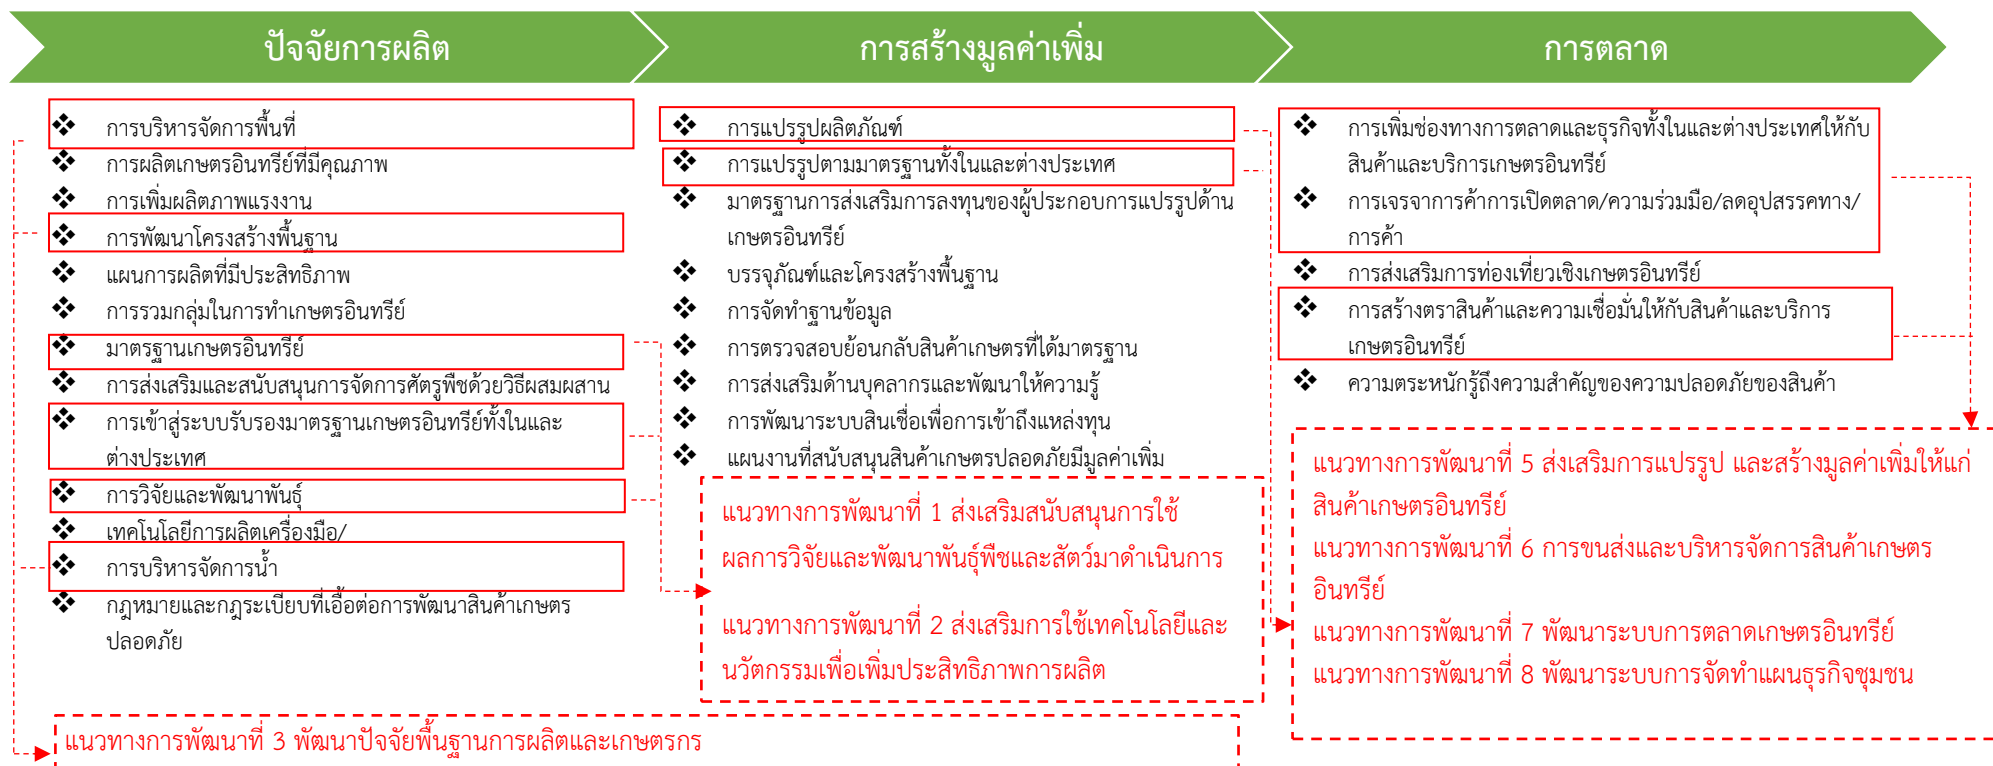 ปัจจัยการผลิต
การสร้างมูลค่าเพิ่ม
การตลาด
❖ การบริหารจัดการพื้นที่
❖ การผลิตเกษตรอินทรีย์ที่มีคุณภาพ
❖ การเพิ่มผลิตภาพแรงงาน
❖ การพัฒนาโครงสร้างพื้นฐาน
❖ แผนการผลิตที่มีประสิทธิภาพ
❖ การรวมกลุ่มในการทำเกษตรอินทรีย์
❖ มาตรฐานเกษตรอินทรีย์
❖ การส่งเสริมและสนับสนุนการจัดการศัตรูพืชด้วยวิธีผสมผสาน
❖ การเข้าสู่ระบบรับรองมาตรฐานเกษตรอินทรีย์ทั้งในและ
ต่างประเทศ
❖ การวิจัยและพัฒนาพันธุ์
❖ เทคโนโลยีการผลิตเครื่องมือ/
❖ การบริหารจัดการน้ำ
❖ กฎหมายและกฎระเบียบที่เอื้อต่อการพัฒนาสินค้าเกษตร
ปลอดภัย
❖ การแปรรูปผลิตภัณฑ์
❖ การแปรรูปตามมาตรฐานทั้งในและต่างประเทศ
❖ มาตรฐานการส่งเสริมการลงทุนของผู้ประกอบการแปรรูปด้าน
เกษตรอินทรีย์
❖ บรรจุภัณฑ์และโครงสร้างพื้นฐาน
❖ การจัดทำฐานข้อมูล
❖ การตรวจสอบย้อนกลับสินค้าเกษตรที่ได้มาตรฐาน
❖ การส่งเสริมด้านบุคลากรและพัฒนาให้ความรู้
❖ การพัฒนาระบบสินเชื่อเพื่อการเข้าถึงแหล่งทุน
❖ แผนงานที่สนับสนุนสินค้าเกษตรปลอดภัยมีมูลค่าเพิ่ม
❖ การเพิ่มช่องทางการตลาดและธุรกิจทั้งในและต่างประเทศให้กับ
สินค้าและบริการเกษตรอินทรีย์
❖ การเจรจาการค้าการเปิดตลาด/ความร่วมมือ/ลดอุปสรรคทาง/
การค้า
❖ การส่งเสริมการท่องเที่ยวเชิงเกษตรอินทรีย์
❖ การสร้างตราสินค้าและความเชื่อมั่นให้กับสินค้าและบริการ
เกษตรอินทรีย์
❖ ความตระหนักรู้ถึงความสำคัญของความปลอดภัยของสินค้า
แนวทางการพัฒนาที่ 1 ส่งเสริมสนับสนุนการใช้
ผลการวิจัยและพัฒนาพันธุ์พืชและสัตว์มาดำเนินการ
แนวทางการพัฒนาที่ 2 ส่งเสริมการใช้เทคโนโลยีและ
นวัตกรรมเพื่อเพิ่มประสิทธิภาพการผลิต
แนวทางการพัฒนาที่ 5 ส่งเสริมการแปรรูป และสร้างมูลค่าเพิ่มให้แก่
สินค้าเกษตรอินทรีย์
แนวทางการพัฒนาที่ 6 การขนส่งและบริหารจัดการสินค้าเกษตร
อินทรีย์
แนวทางการพัฒนาที่ 7 พัฒนาระบบการตลาดเกษตรอินทรีย์
แนวทางการพัฒนาที่ 8 พัฒนาระบบการจัดทำแผนธุรกิจชุมชน
แนวทางการพัฒนาที่ 3 พัฒนาปัจจัยพื้นฐานการผลิตและเกษตรกร